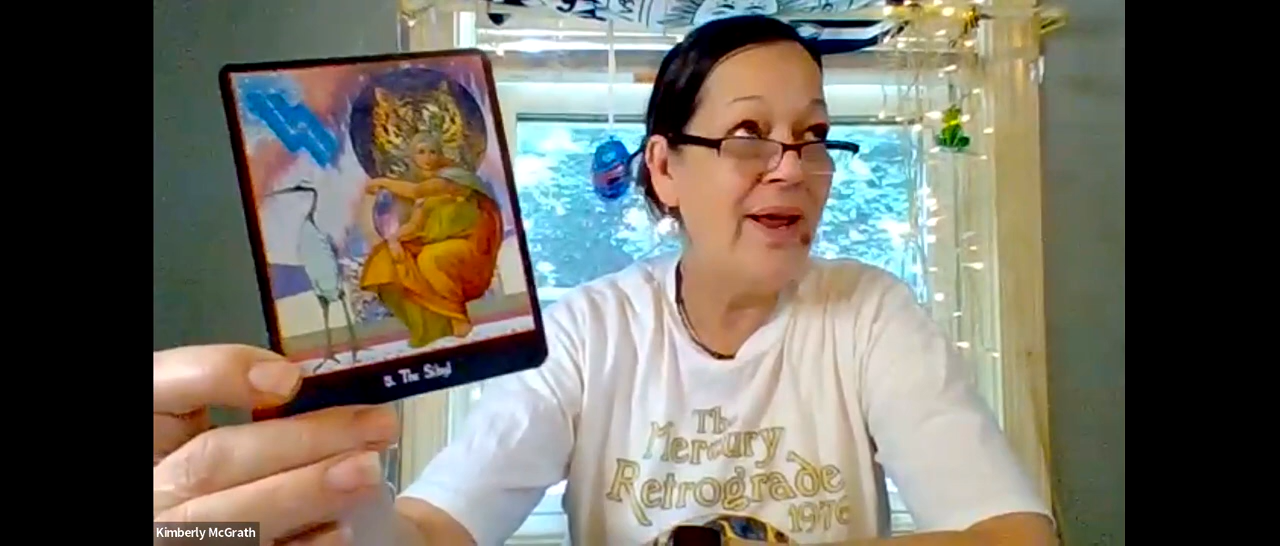 5. The Sibyl
The
Mercury
Retrograde
1976
Kimberly McGrath